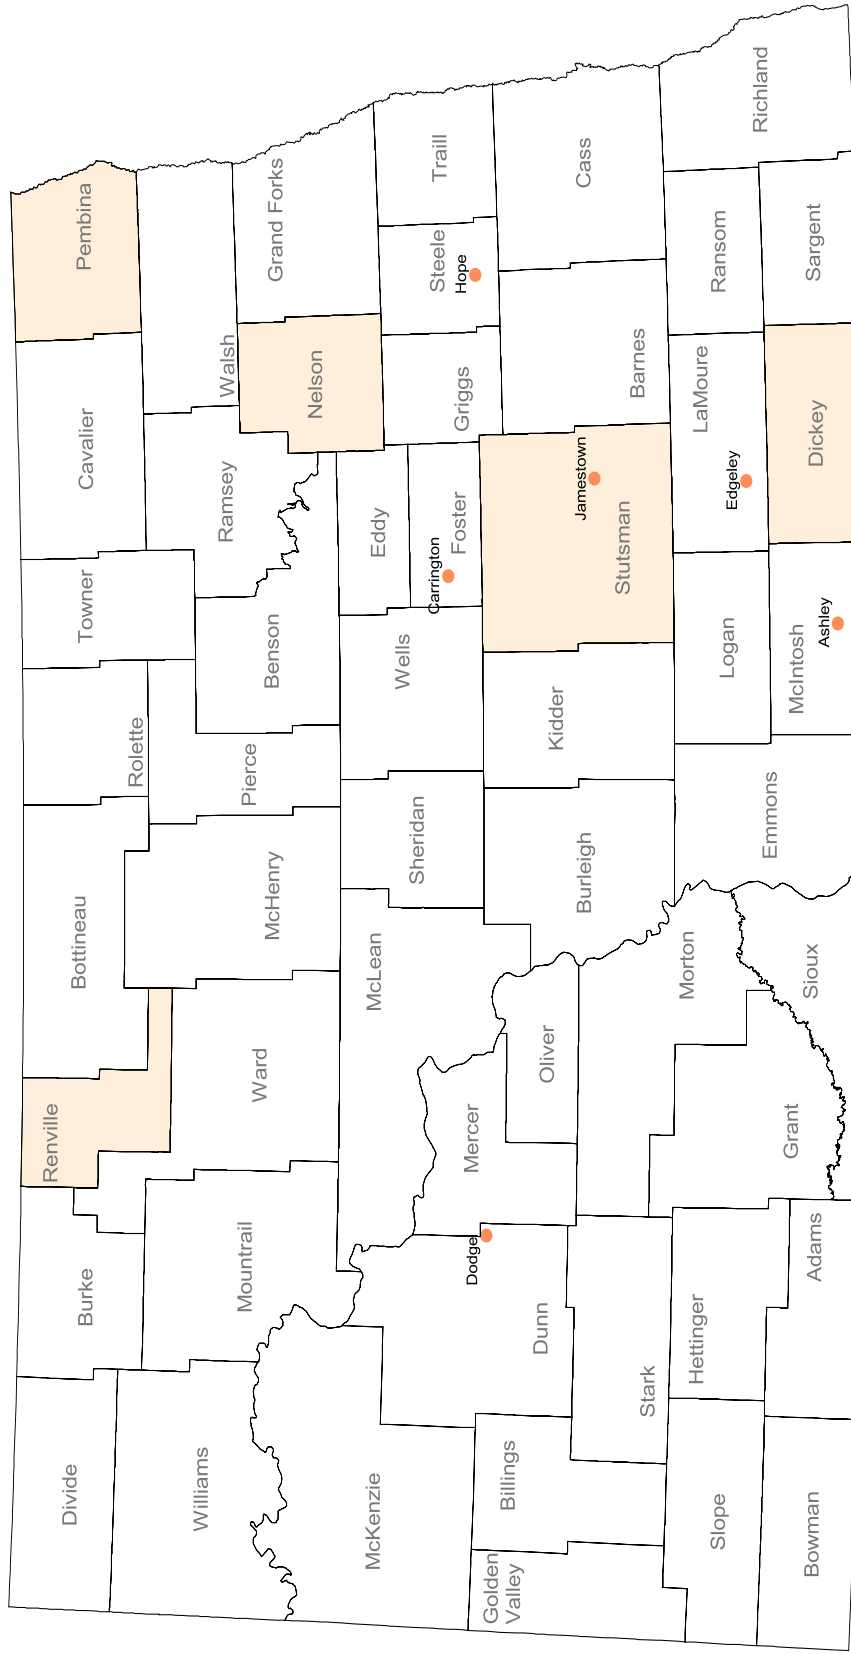 Divide
Burke
Renville
Bottineau
Rolette
Towner
Cavalier
Pembina
Williams
Mountrail
Ward
McHenry
Pierce
Benson
Ramsey
Walsh
Nelson
Grand Forks
McKenzie
McLean
Sheridan
Wells
Eddy
Foster
Carrington
Griggs
Steele
Hope
Traill
Golden
Valley
Billings
Dunn
Dodge
Mercer
Oliver
Burleigh
Kidder
Stutsman
Jamestown
Barnes
Cass
Stark
Morton
Slope
Hettinger
Grant
Sioux
Emmons
Logan
LaMoure
Edgeley
Ransom
Richland
Bowman
Adams
McIntosh
Ashley
Dickey
Sargent